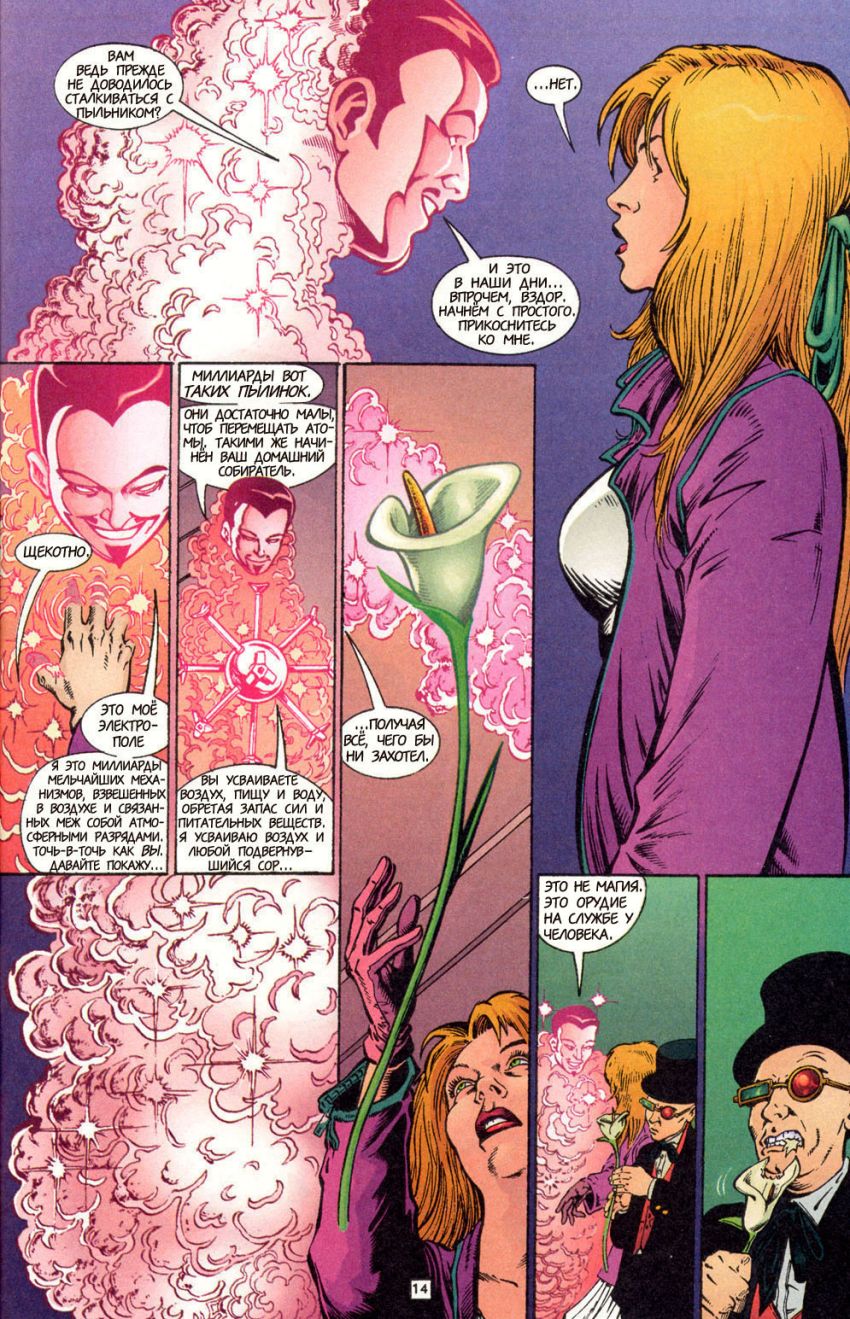 ВАМ
ВЕДЬ ПРЕЖДЕ
НЕ ДОВОДИЛОСЬ
СТАЛКИВАТЬСЯ С
ПЫЛЬНИКОМ?
...НЕТ.
И ЭТО
В НАШИ ДНИ...
ВПРОЧЕМ, ВЗДОР.
НАЧНЁМ С ПРОСТОГО.
ПРИКОСНИТЕСЬ
КО МНЕ.
ЩЕКОТНО.
ЭТО МОЁ
ЭЛЕКТРО-
ПОЛЕ
Я ЭТО МИЛЛИАРДЫ
МЕЛЬЧАЙШИХ МЕХА-
НИЗМОВ, ВЗВЕШЕННЫХ
В ВОЗДУХЕ И СВЯЗАН-
НЫХ МЕЖ СОБОЙ АТМО-
СФЕРНЫМИ РАЗРЯДАМИ.
ТОЧЬ-В-ТОЧЬ КАК ВЫ.
ДАВАЙТЕ ПОКАЖУ...
МИЛЛИАРДЫ ВОТ
ТАКИХ ПЫЛИНОК.
ОНИ ДОСТАТОЧНО МАЛЫ,
ЧТОБ ПЕРЕМЕЩАТЬ АТО-
МЫ, ТАКИМИ ЖЕ НАЧИ-
НЁН ВАШ ДОМАШНИЙ
СОБИРАТЕЛЬ.
ВЫ УСВАИВАЕТЕ
ВОЗДУХ, ПИЩУ И ВОДУ,
ОБРЕТАЯ ЗАПАС СИЛ И
ПИТАТЕЛЬНЫХ ВЕЩЕСТВ.
Я УСВАИВАЮ ВОЗДУХ И
ЛЮБОЙ ПОДВЕРНУВ-
ШИЙСЯ СОР...
...ПОЛУЧАЯ
ВСЁ, ЧЕГО БЫ
НИ ЗАХОТЕЛ.
ЭТО НЕ МАГИЯ.
ЭТО ОРУДИЕ
НА СЛУЖБЕ У
ЧЕЛОВЕКА.
14